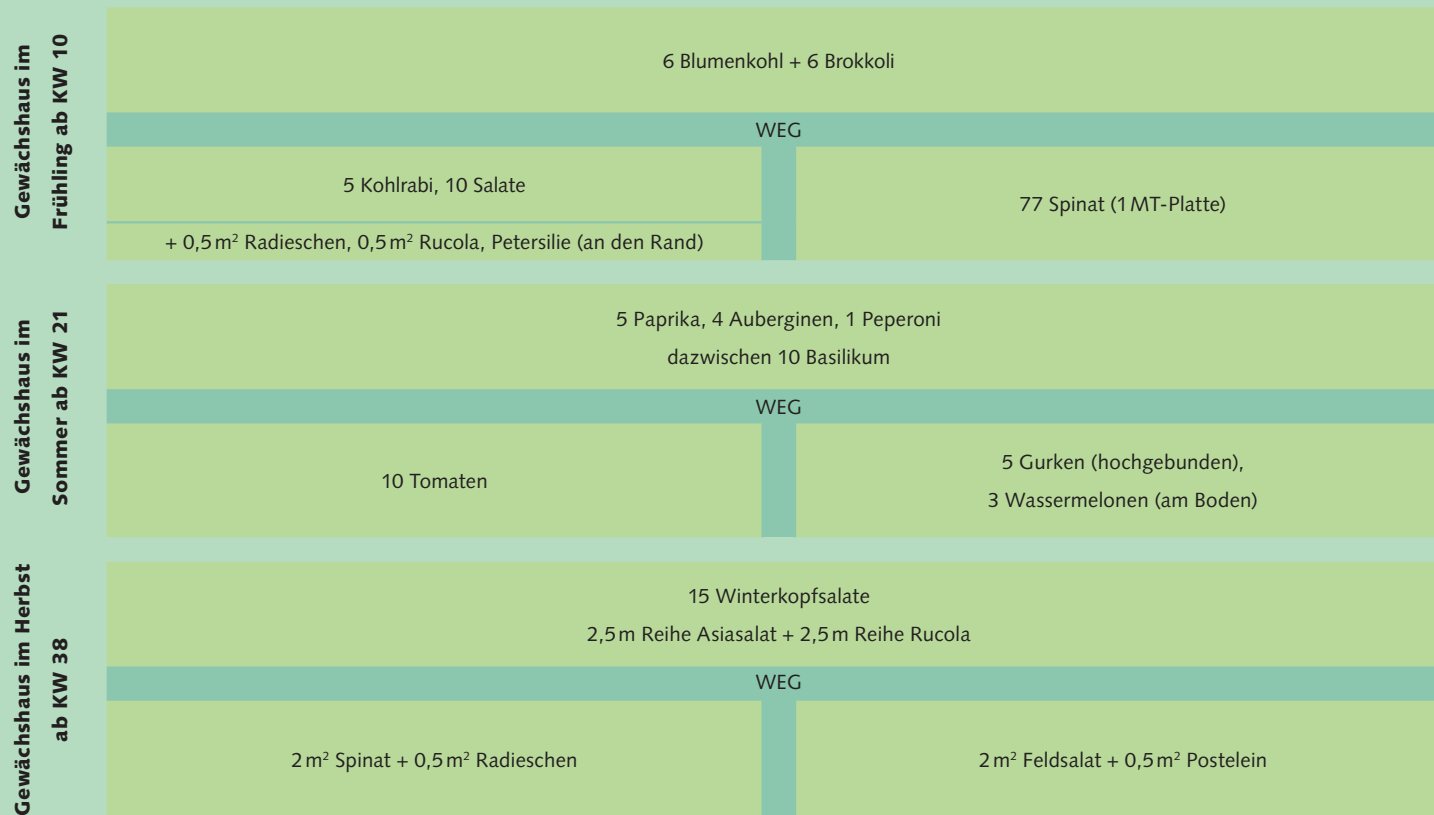 Gewächshaus im
Frühling ab KW 10
6 Blumenkohl + 6 Brokkoli
WEG
5 Kohlrabi, 10 Salate
+ 0,5 m² Radieschen, 0,5 m² Rucola, Petersilie (an den Rand)
77 Spinat (1 MT-Platte)
Gewächshaus im
Sommer ab KW 21
5 Paprika, 4 Auberginen, 1 Peperoni
dazwischen 10 Basilikum
WEG
10 Tomaten
5 Gurken (hochgebunden),
3 Wassermelonen (am Boden)
Gewächshaus im Herbst
ab KW 38
15 Winterkopfsalate
2,5 m Reihe Asiasalat + 2,5 m Reihe Rucola
WEG
2 m² Spinat + 0,5 m² Radieschen
2 m² Feldsalat + 0,5 m² Postelein